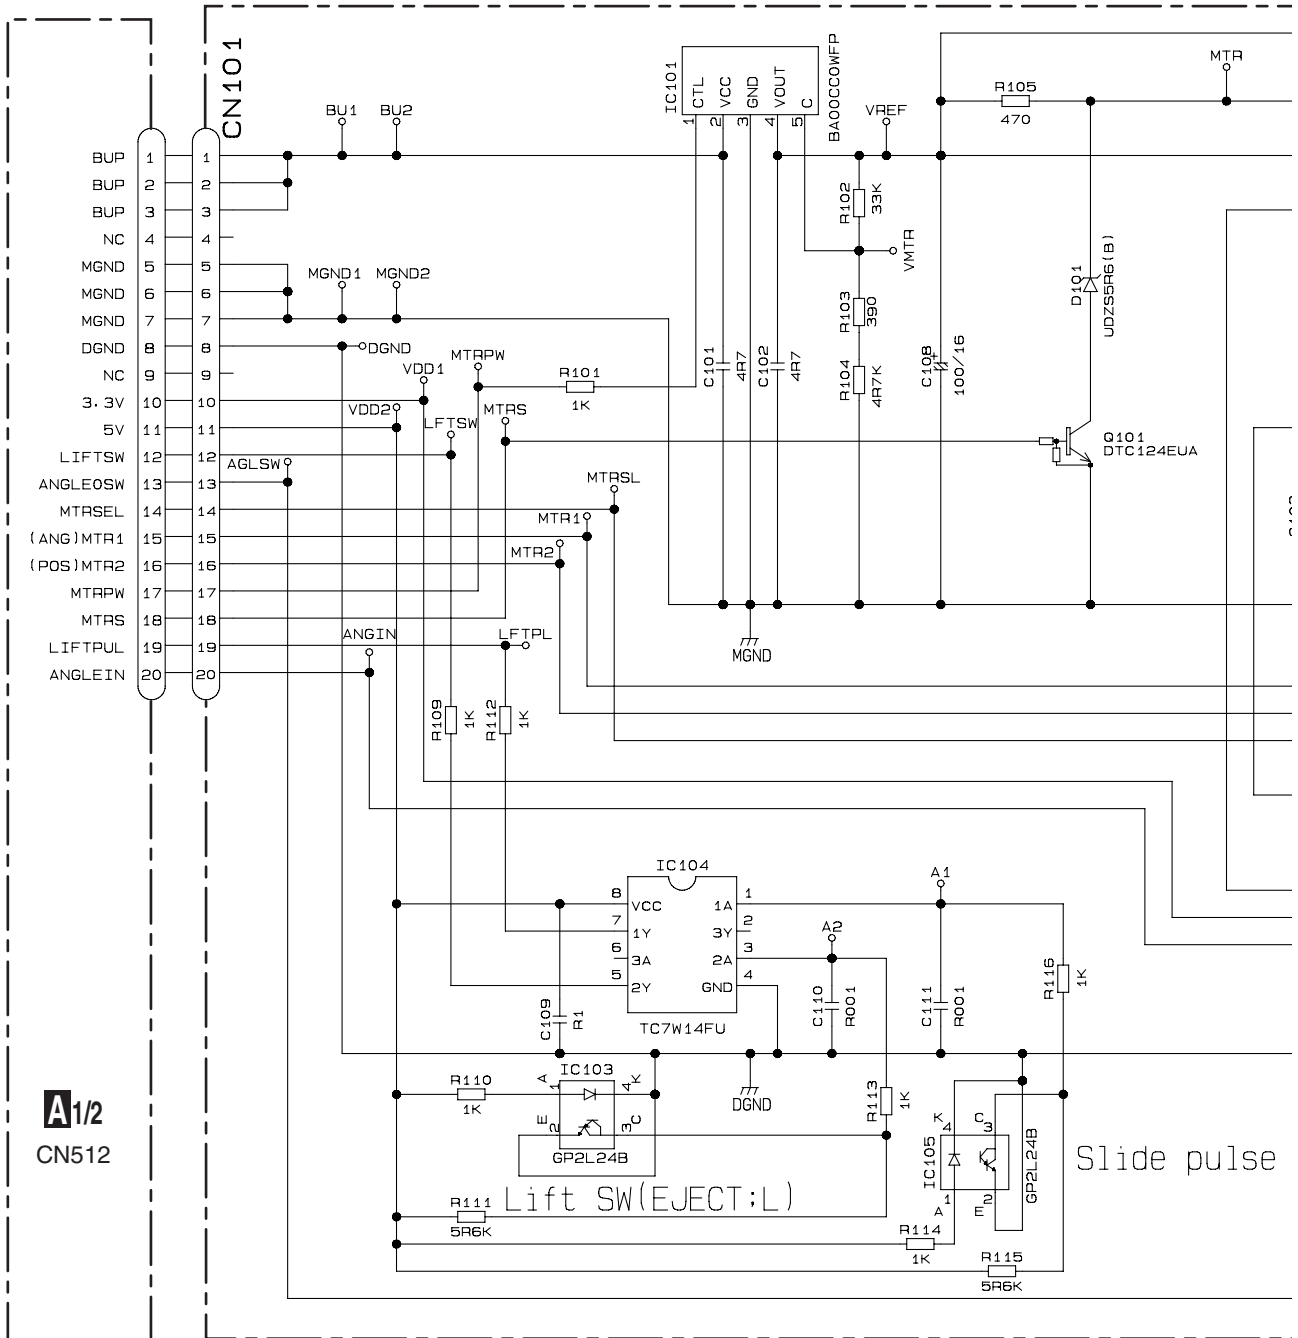 CN101
BU1
BU2
IC101
CTL
VCC
GND
VOUT
C
1
2
3
4
5
BA00CC0WFP
VREF
R105
470
MTR
BUP 1 1
BUP 2 2
BUP 3 3
NC 4 4
MGND 5 5
MGND 6 6
MGND 7 7
DGND 8 8
NC 9 9
3.3V 10 10
5V 11 11
LIFTSW 12 12
ANGLEOSW 13 13
MTRSEL 14 14
(ANG)MTR1 15 15
(POS)MTR2 16 16
MTRPW 17 17
MTRS 18 18
LIFTPUL 19 19
ANGLEIN 20 20
R102
33K
VMTR
R103
390
R104
4R7K
C108
+
100/16
D101
UDZS5R6(B)
MGND1
MGND2
DGND
VDD1
MTRPW
R101
1K
C101
4R7
C102
4R7
VDD2
LFTSW
MTRS
Q101
DTC124EUA
AGLSW
MTRSL
MTR1
MTR2
ANGIN
LFTPL
MGND
R109
1K
R112
1K
IC104
8 VCC
7 1Y
6 3A
5 2Y
1A 1
3Y 2
2A 3
GND 4
TC7W14FU
A1
A2
C109
R1
C110
R001
C111
R001
R116
1K
A1/2
CN512
R110
1K
IC103
A
1
4
K
E
2
3
C
GP2L24B
DGND
R113
1K
K
4
C
3
IC105
GP2L24B
1
A
2
E
Slide pulse
Lift SW(EJECT;L)
R111
5R6K
R114
1K
R115
5R6K